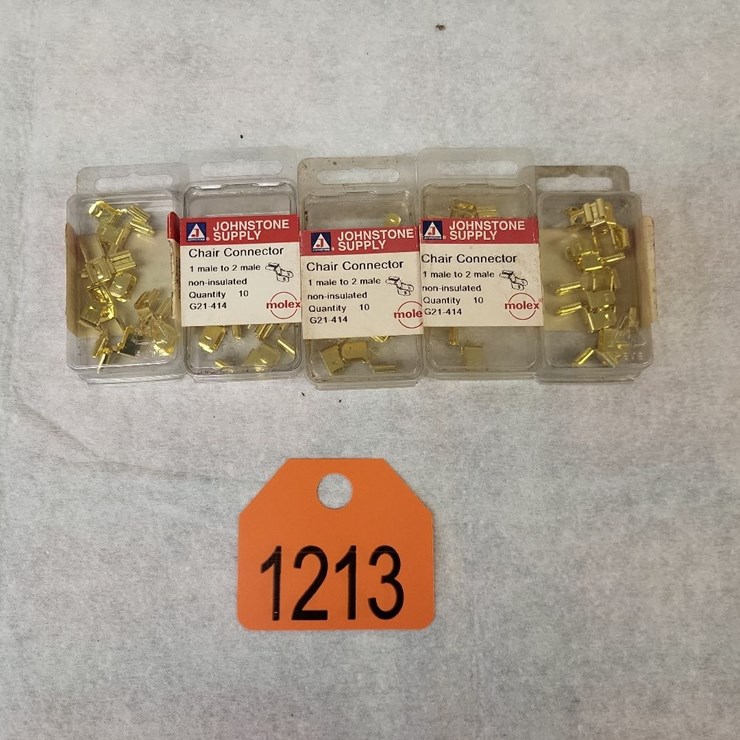 JOHNSTONE
SUPPLY
Chair Connector
1 male to 2 male
non-insulated
Quantity 10
G21-414
molex
JOHNSTONE
SUPPLY
Chair Connector
1 male to 2 male
non-insulated
Quantity 10
G21-414
mole
JOHNSTONE
SUPPLY
Chair Connector
1 male to 2 male
non-insulated
Quantity 10
G21-414
molex
1213